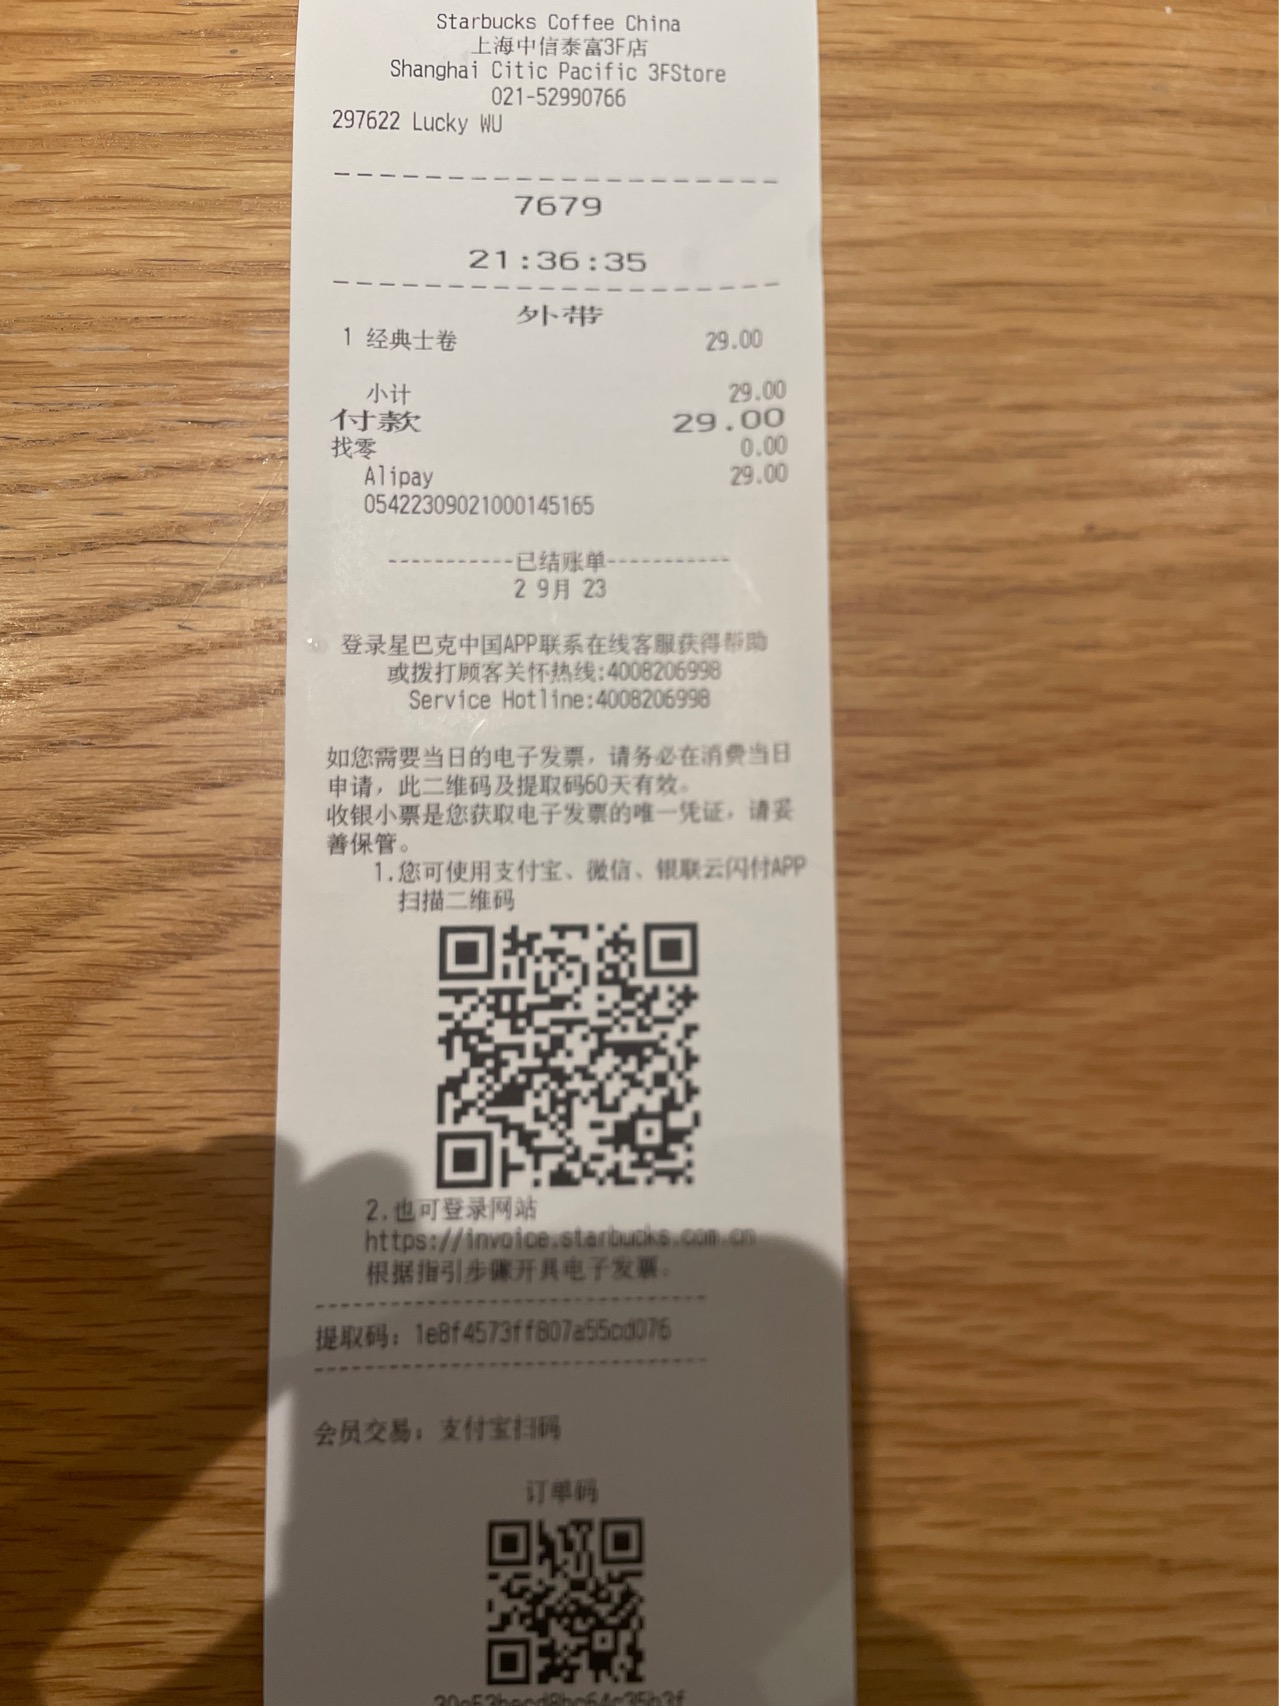 Starbucks Coffee China
上海中信泰富3F店
Shanghai Citic Pacific 3FStore
021-52990766
297622 Lucky WU
7679
21:36:35
外带
1 经典士卷 29.00
小计 29.00
付款 29.00
找零 0.00
Alipay 29.00
05422309021000145165
-----------已结账单-----------
2 9月 23
登录星巴克中国APP联系在线客服获得帮助
或拨打顾客关怀热线:4008206998
Service Hotline:4008206998
如您需要当日的电子发票，请务必在消费当日
申请，此二维码及提取码60天有效。
收银小票是您获取电子发票的唯一凭证，请妥
善保管。
1.您可使用支付宝、微信、银联云闪付APP
扫描二维码
2.也可登录网站
https://invoice.starbucks.com.cn
根据指引步骤开具电子发票。
提取码：1e8f4573ff807a55cd076
会员交易：支付宝扫码
订单码